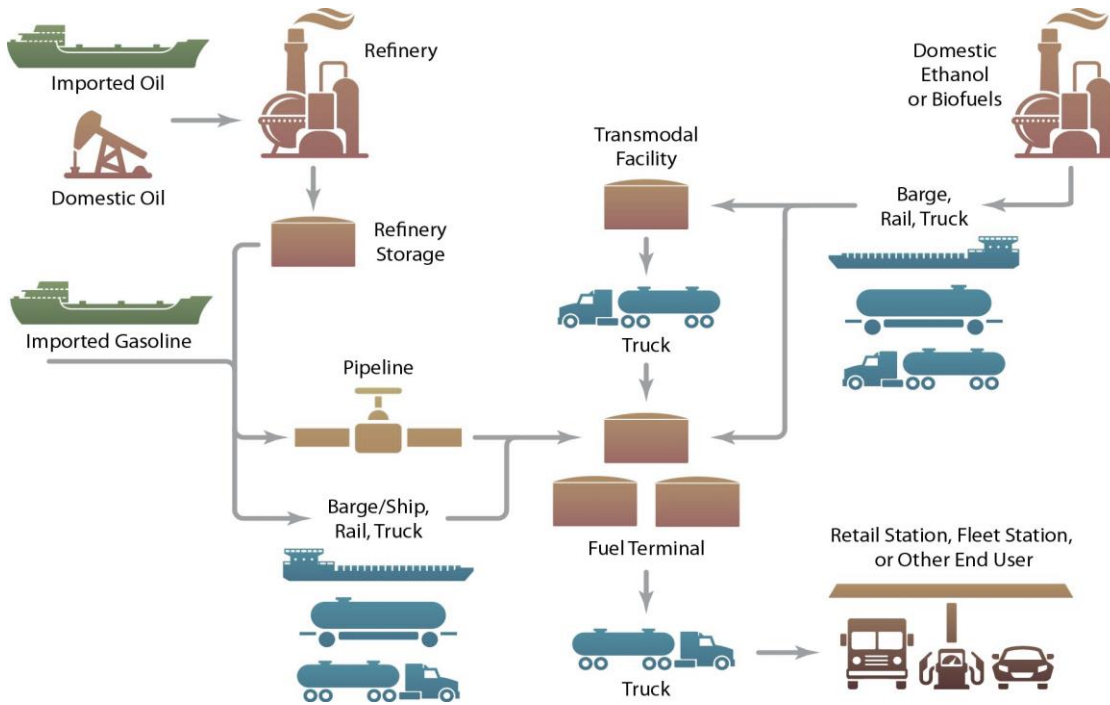 Imported Oil
Domestic Oil
Refinery
Refinery
Storage
Imported Gasoline
Pipeline
Barge/Ship,
Rail, Truck
Transmodal
Facility
Truck
Fuel Terminal
Truck
Domestic
Ethanol
or Biofuels
Barge,
Rail, Truck
Retail Station, Fleet Station,
or Other End User